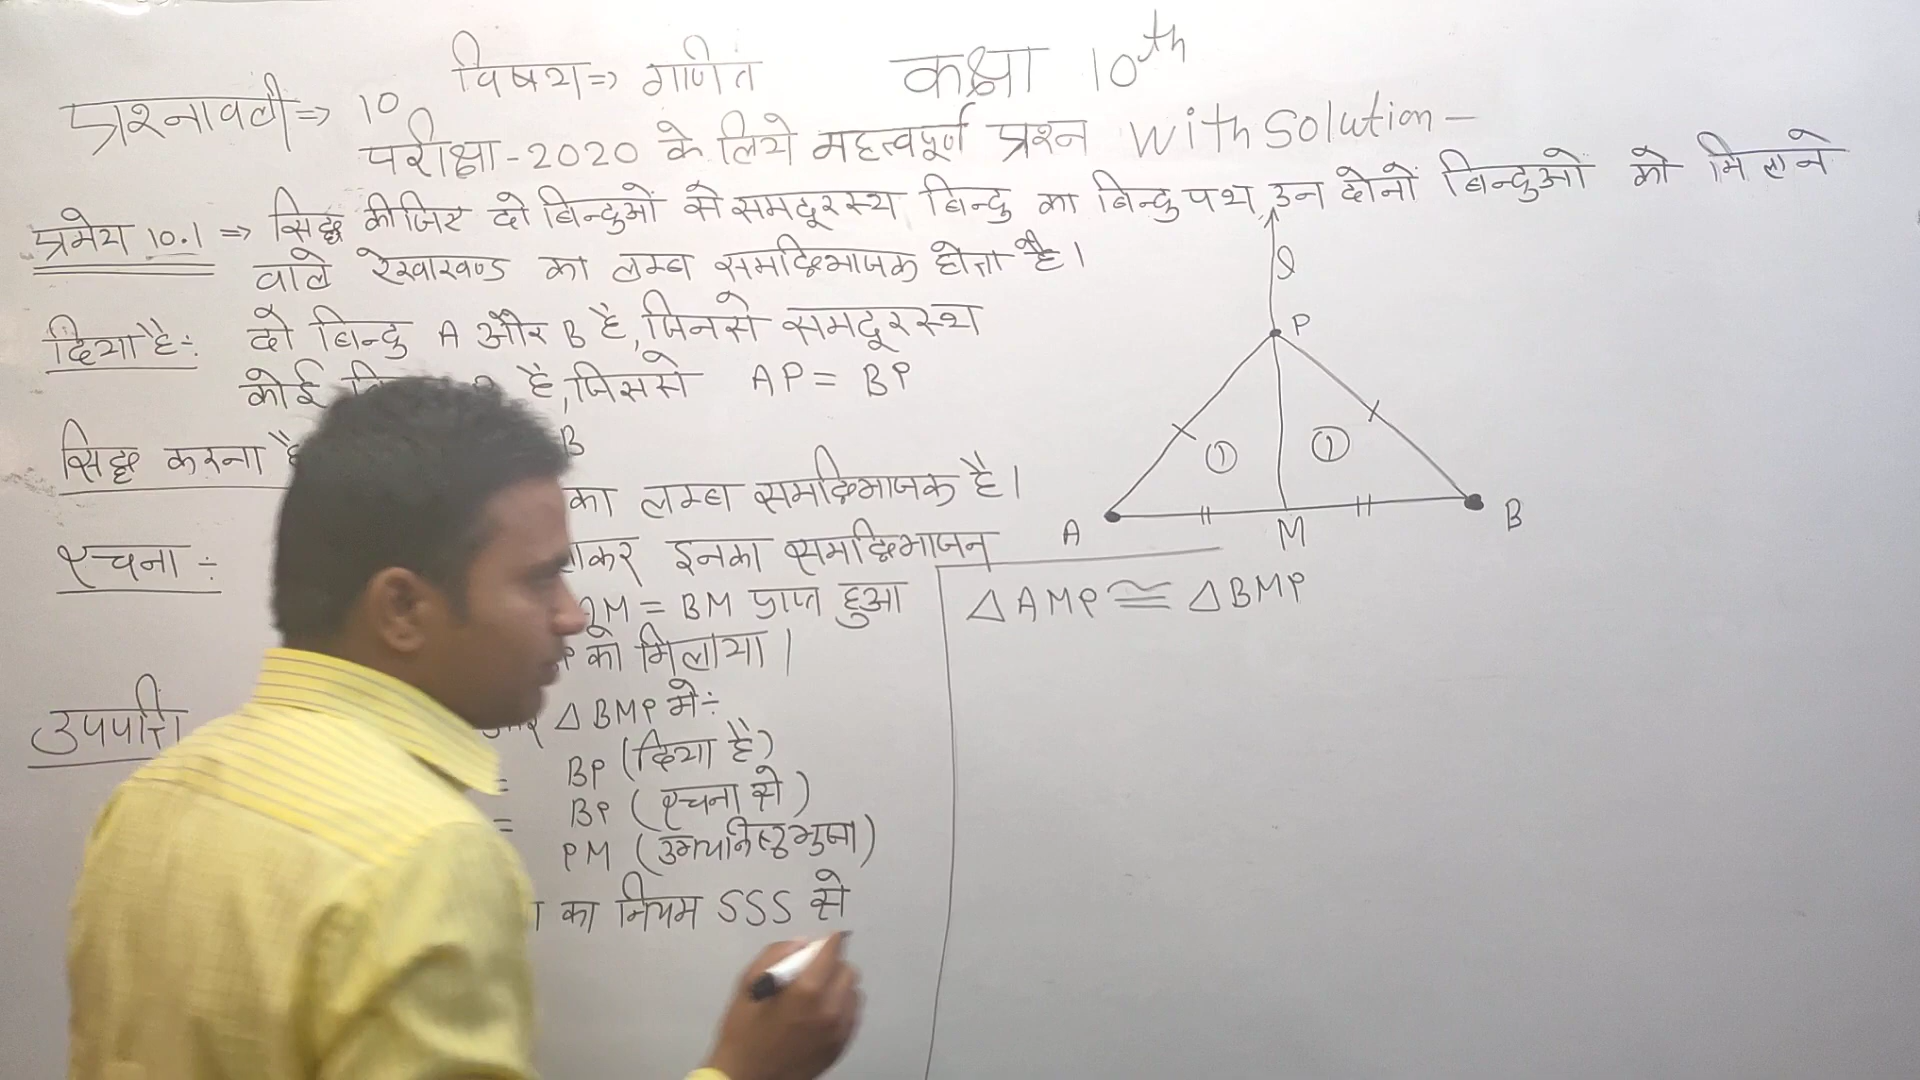 विषय⇒ गणित कक्षा 10th
प्रश्नावली⇒ 10
परीक्षा-2020 के लिये महत्वपूर्ण प्रश्न With Solution -
प्रमेय 10.1 ⇒ सिद्ध कीजिए दो बिन्दुओं से समदूरस्थ बिन्दु का बिन्दुपथ, उन दोनों बिन्दुओं को मिलाने
वाले रेखाखण्ड का लम्ब समद्विभाजक होता है।
दिया है:- दो बिन्दु A और B है, जिनसे समदूरस्थ
कोई है, जिससे AP = BP
सिद्ध करना है B
का लम्ब समद्विभाजक है।
रचना :- इनका समद्विभाजन
M = BM प्राप्त हुआ
P को मिलाया।
उपपत्ति △BMP में:-
= BP (दिया है)
= BP (रचना से)
PM (उभयनिष्ठ भुजा)
का नियम SSS से
Q
P
① ①
A M B
△AMP ≅ △BMP